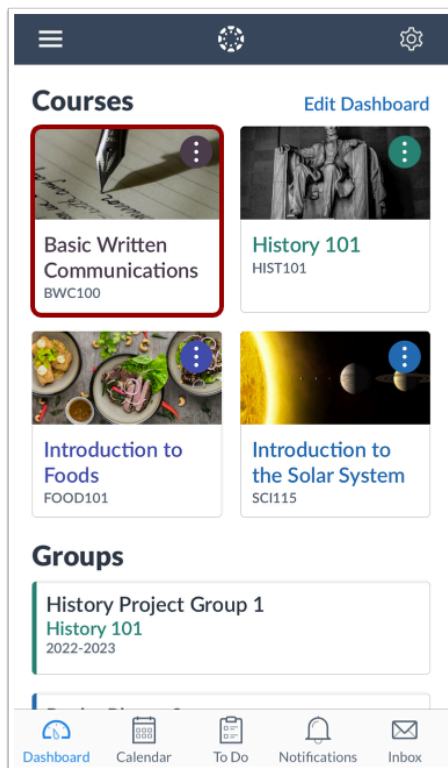 Courses
Edit Dashboard
Basic Written
Communications
BWC100
History 101
HIST101
Introduction to
Foods
FOOD101
Introduction to
the Solar System
SCI115
Groups
History Project Group 1
History 101
2022-2023
Dashboard
Calendar
To Do
Notifications
Inbox